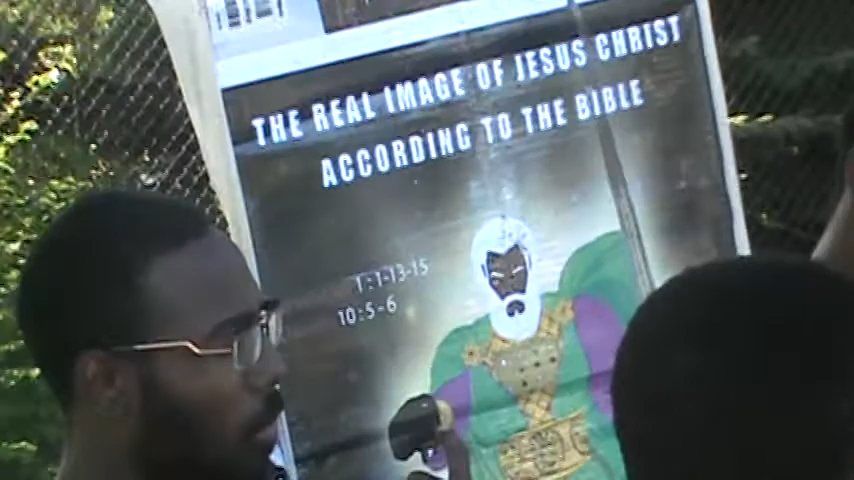 THE REAL IMAGE OF JESUS CHRIST
ACCORDING TO THE BIBLE
1:1-13-15
10:5-6